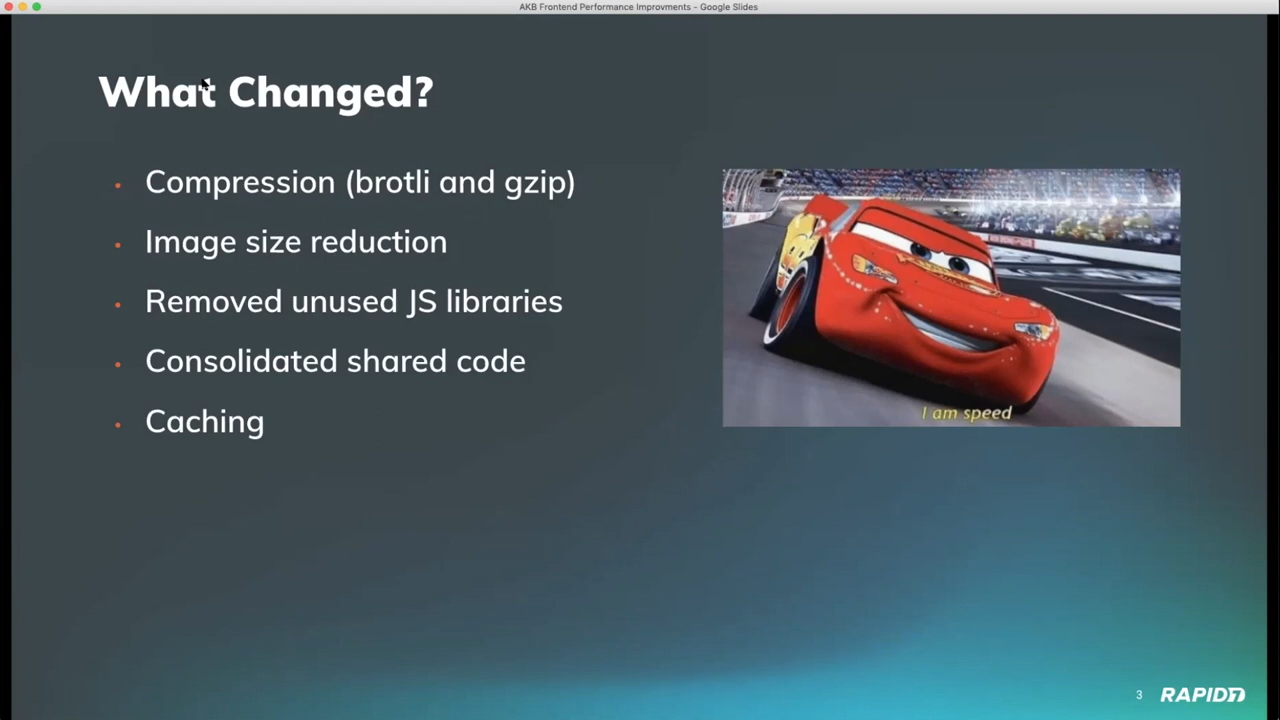 AKB Frontend Performance Improvments - Google Slides
What Changed?
Compression (brotli and gzip)
Image size reduction
Removed unused JS libraries
Consolidated shared code
Caching
I am speed
3
RAPID7